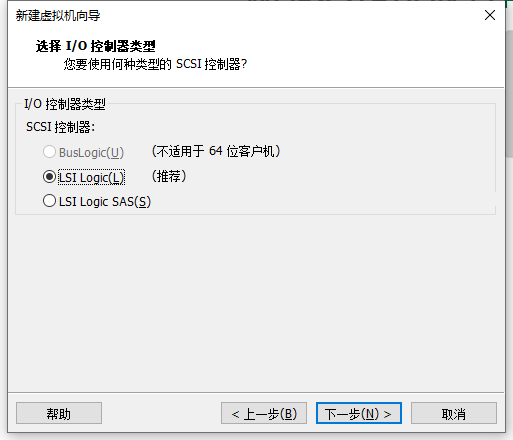 新建虚拟机向导
选择 I/O 控制器类型
您要使用何种类型的 SCSI 控制器?
I/O 控制器类型
SCSI 控制器:
BusLogic(U) (不适用于 64 位客户机)
LSI Logic(L) (推荐)
LSI Logic SAS(S)
帮助 < 上一步(B) 下一步(N) > 取消